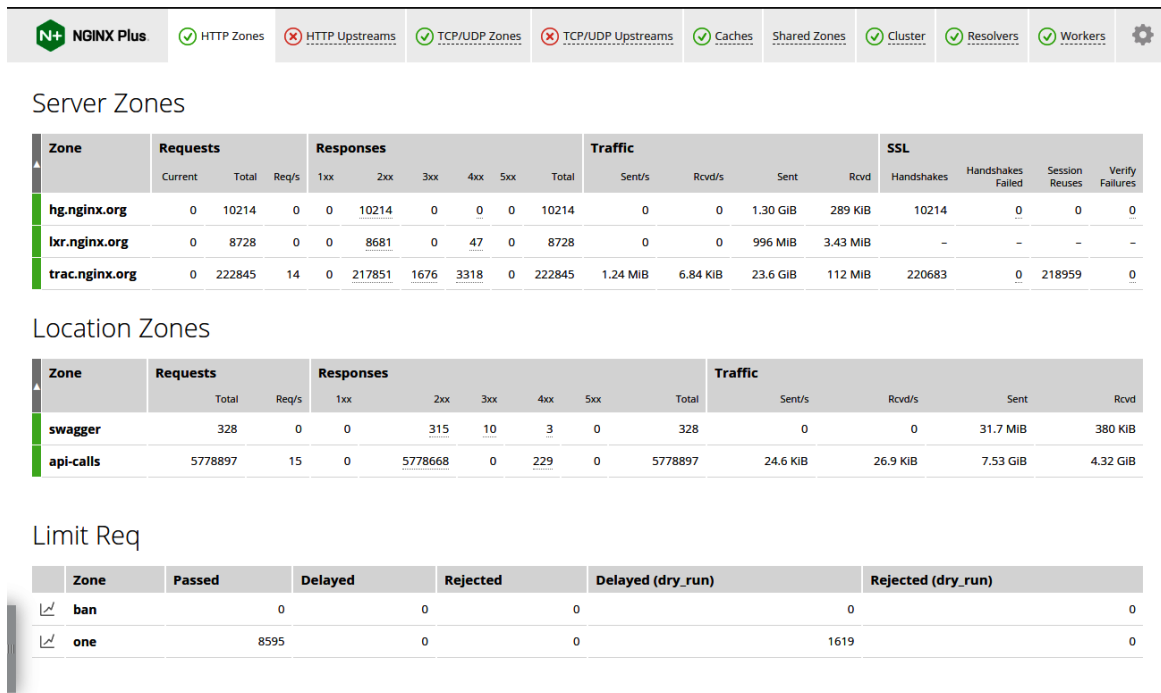 N+ NGINX Plus HTTP Zones HTTP Upstreams TCP/UDP Zones TCP/UDP Upstreams Caches Shared Zones Cluster Resolvers Workers
Server Zones
Zone Requests Responses Traffic SSL
Current Total Req/s 1xx 2xx 3xx 4xx 5xx Total Sent/s Rcvd/s Sent Rcvd Handshakes Handshakes Failed Session Reuses Verify Failures
hg.nginx.org 0 10214 0 0 10214 0 0 0 10214 0 0 1.30 GiB 289 KiB 10214 0 0 0
lxr.nginx.org 0 8728 0 0 8681 0 47 0 8728 0 0 996 MiB 3.43 MiB – – – –
trac.nginx.org 0 222845 14 0 217851 1676 3318 0 222845 1.24 MiB 6.84 KiB 23.6 GiB 112 MiB 220683 0 218959 0
Location Zones
Zone Requests Responses Traffic
Total Req/s 1xx 2xx 3xx 4xx 5xx Total Sent/s Rcvd/s Sent Rcvd
swagger 328 0 0 315 10 3 0 328 0 0 31.7 MiB 380 KiB
api-calls 5778897 15 0 5778668 0 229 0 5778897 24.6 KiB 26.9 KiB 7.53 GiB 4.32 GiB
Limit Req
Zone Passed Delayed Rejected Delayed (dry_run) Rejected (dry_run)
ban 0 0 0 0 0
one 8595 0 0 1619 0